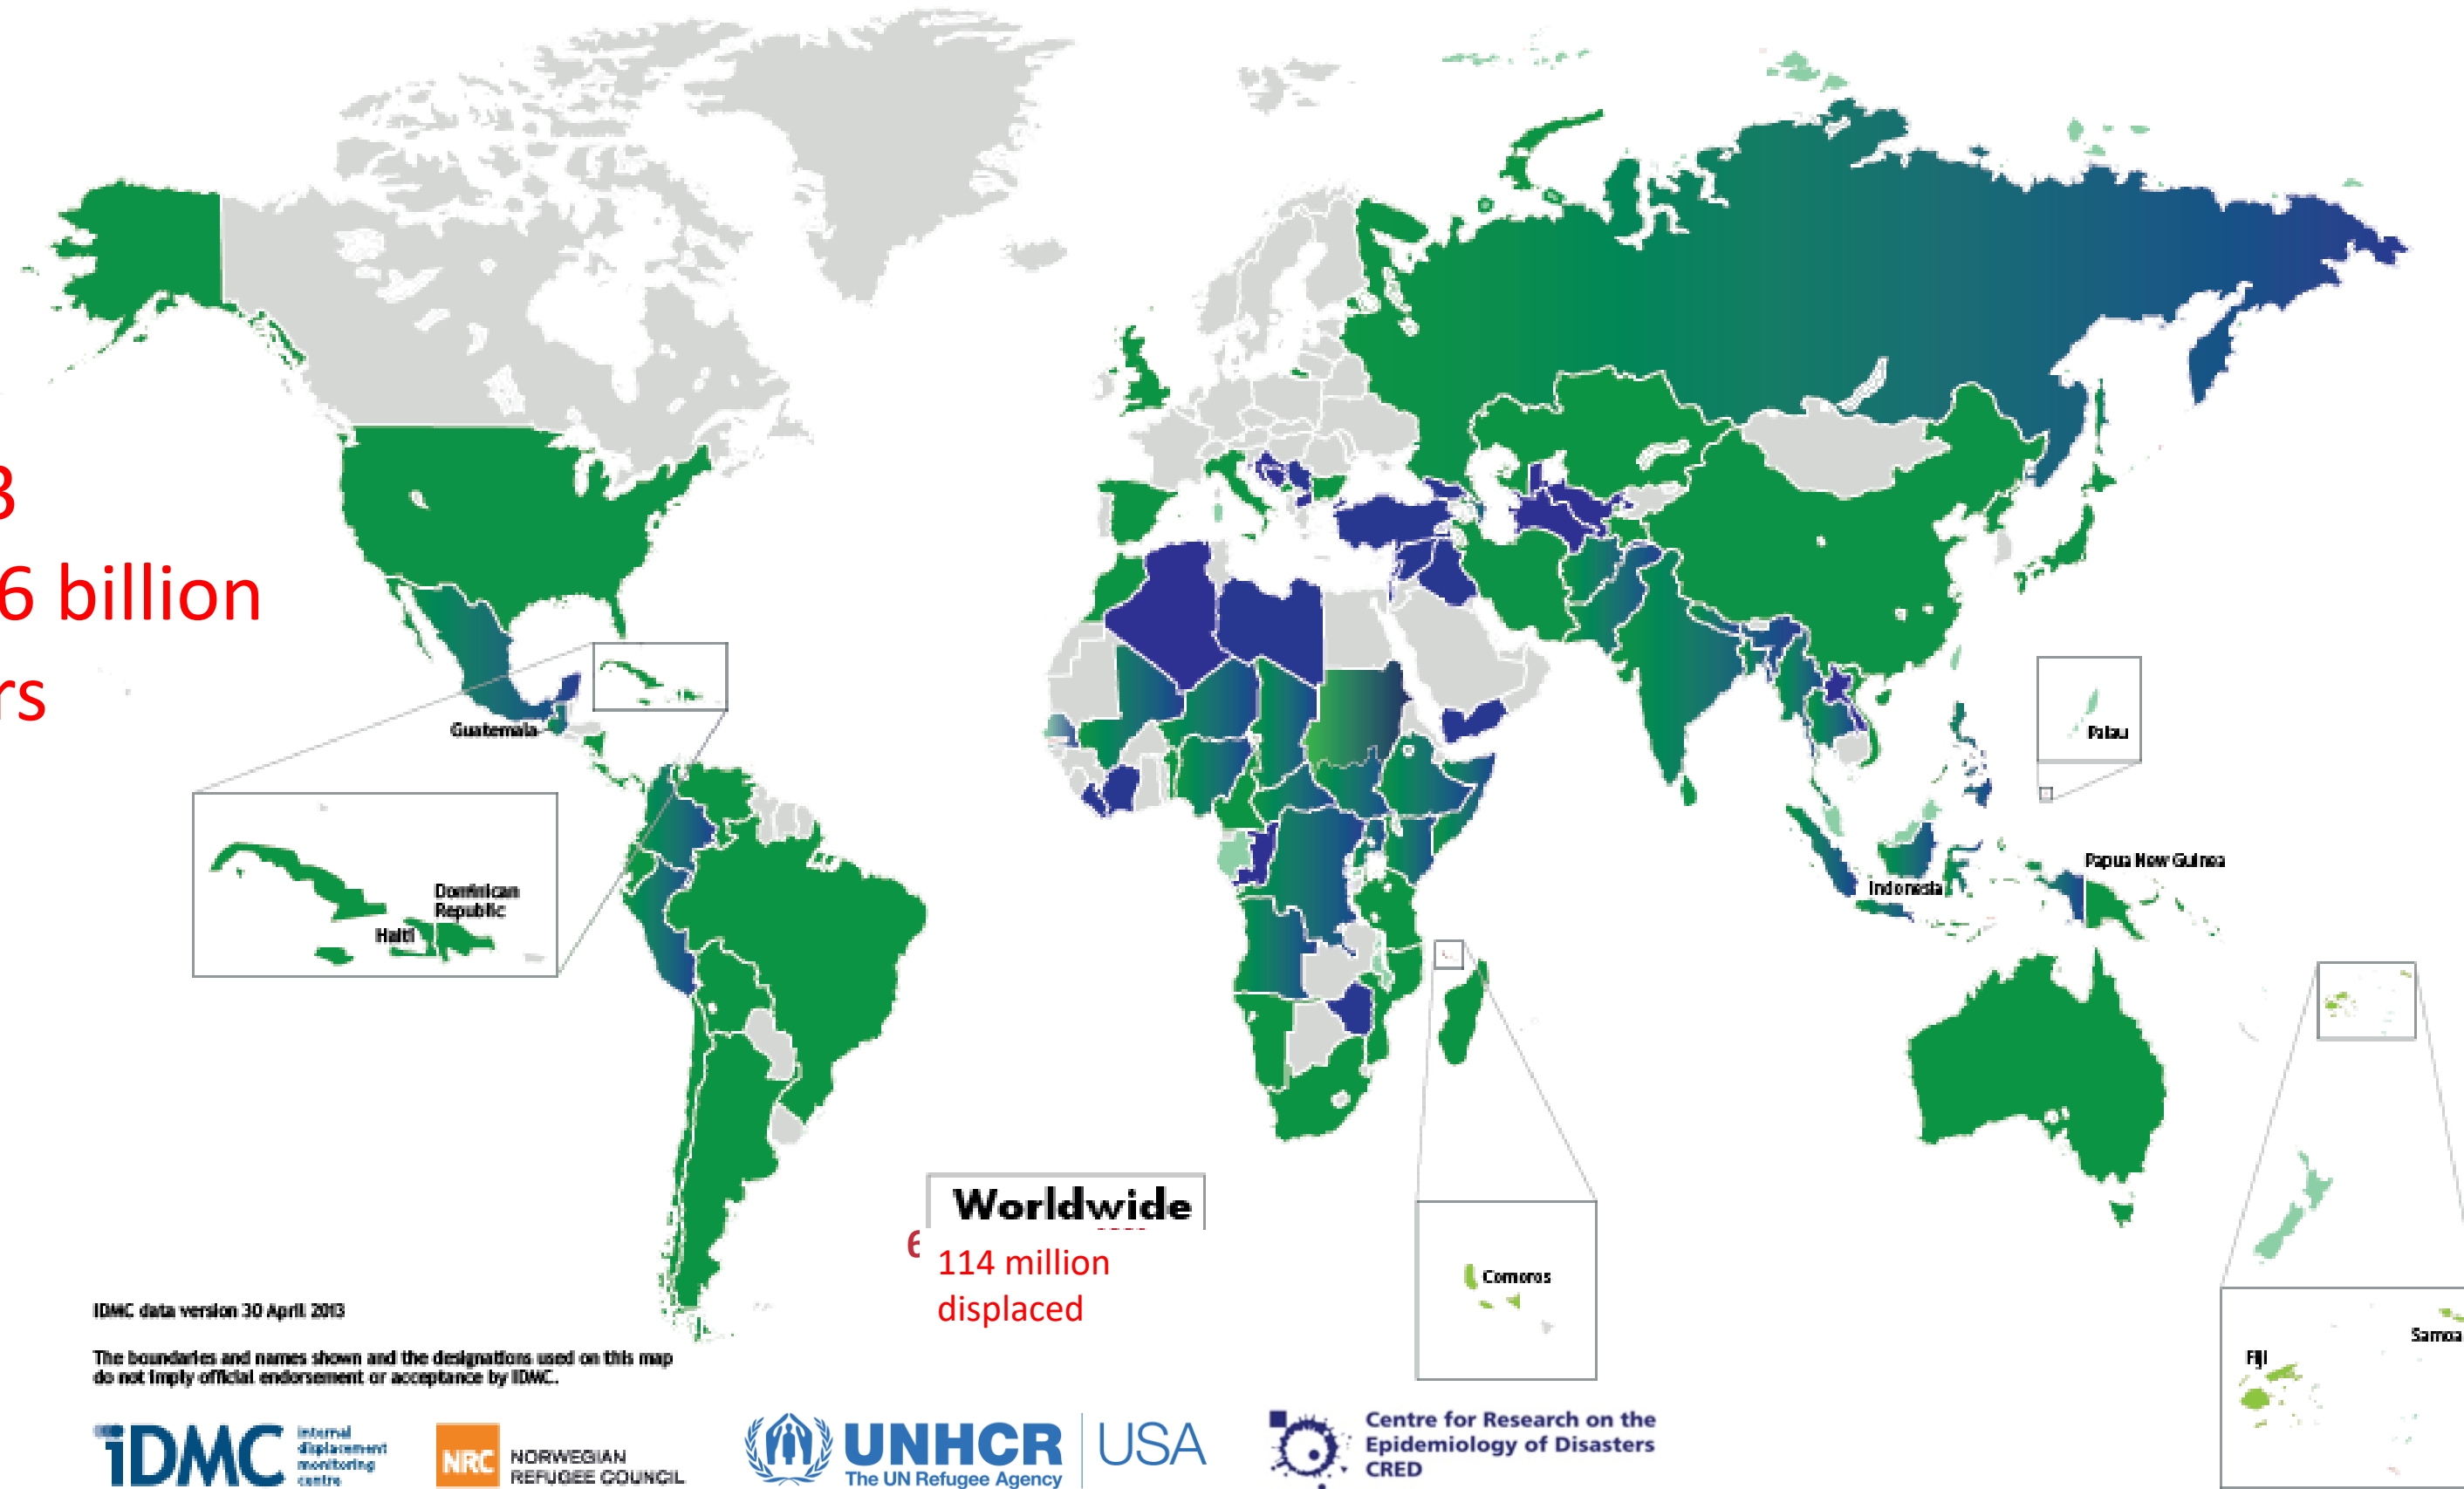 3
6 billion
rs
Guatemala
Palau
Dominican
Republic
Haiti
Papua New Guinea
Indonesia
Worldwide
6
114 million
displaced
Comoros
Samoa
Fiji
IDMC data version 30 April 2013
The boundaries and names shown and the designations used on this map
do not imply official endorsement or acceptance by IDMC.
iDMC
internal
displacement
monitoring
centre
NRC
NORWEGIAN
REFUGEE COUNCIL
UNHCR
The UN Refugee Agency
USA
Centre for Research on the
Epidemiology of Disasters
CRED